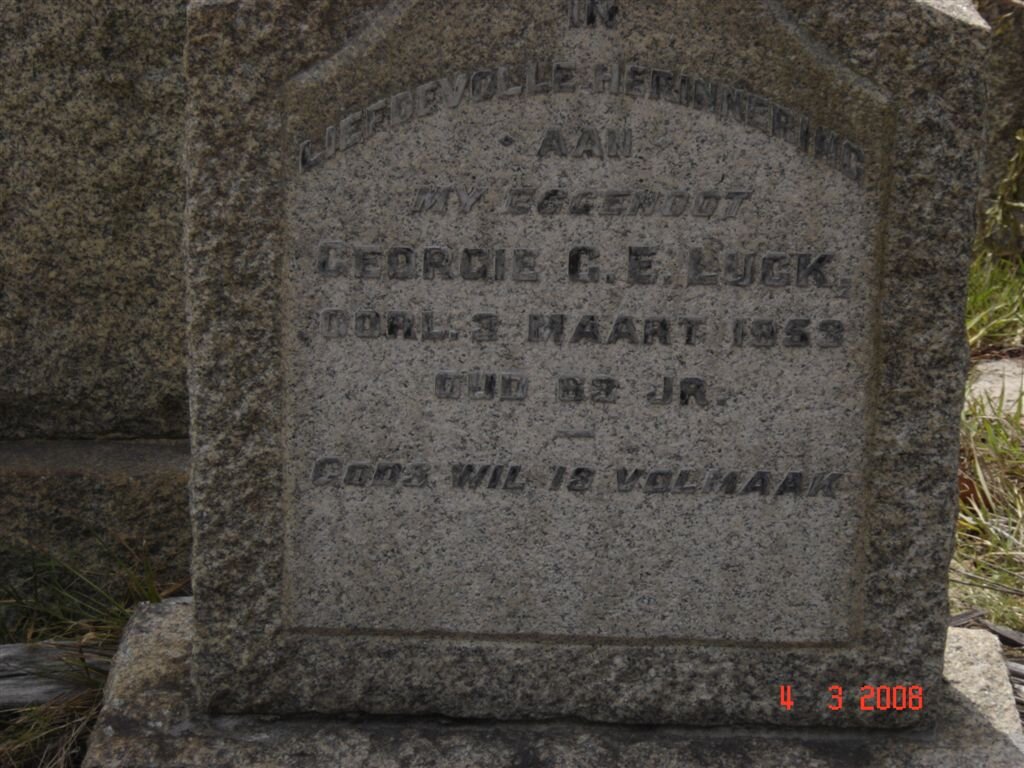 IN
LIEFDEVOLLE HERINNERING
AAN
MY EGGENOOT
GEORGIE G. E. LUCK,
OORL. 3 MAART 1953
OUD 62 JR.
GODS WIL IS VOLMAAK
4 3 2008